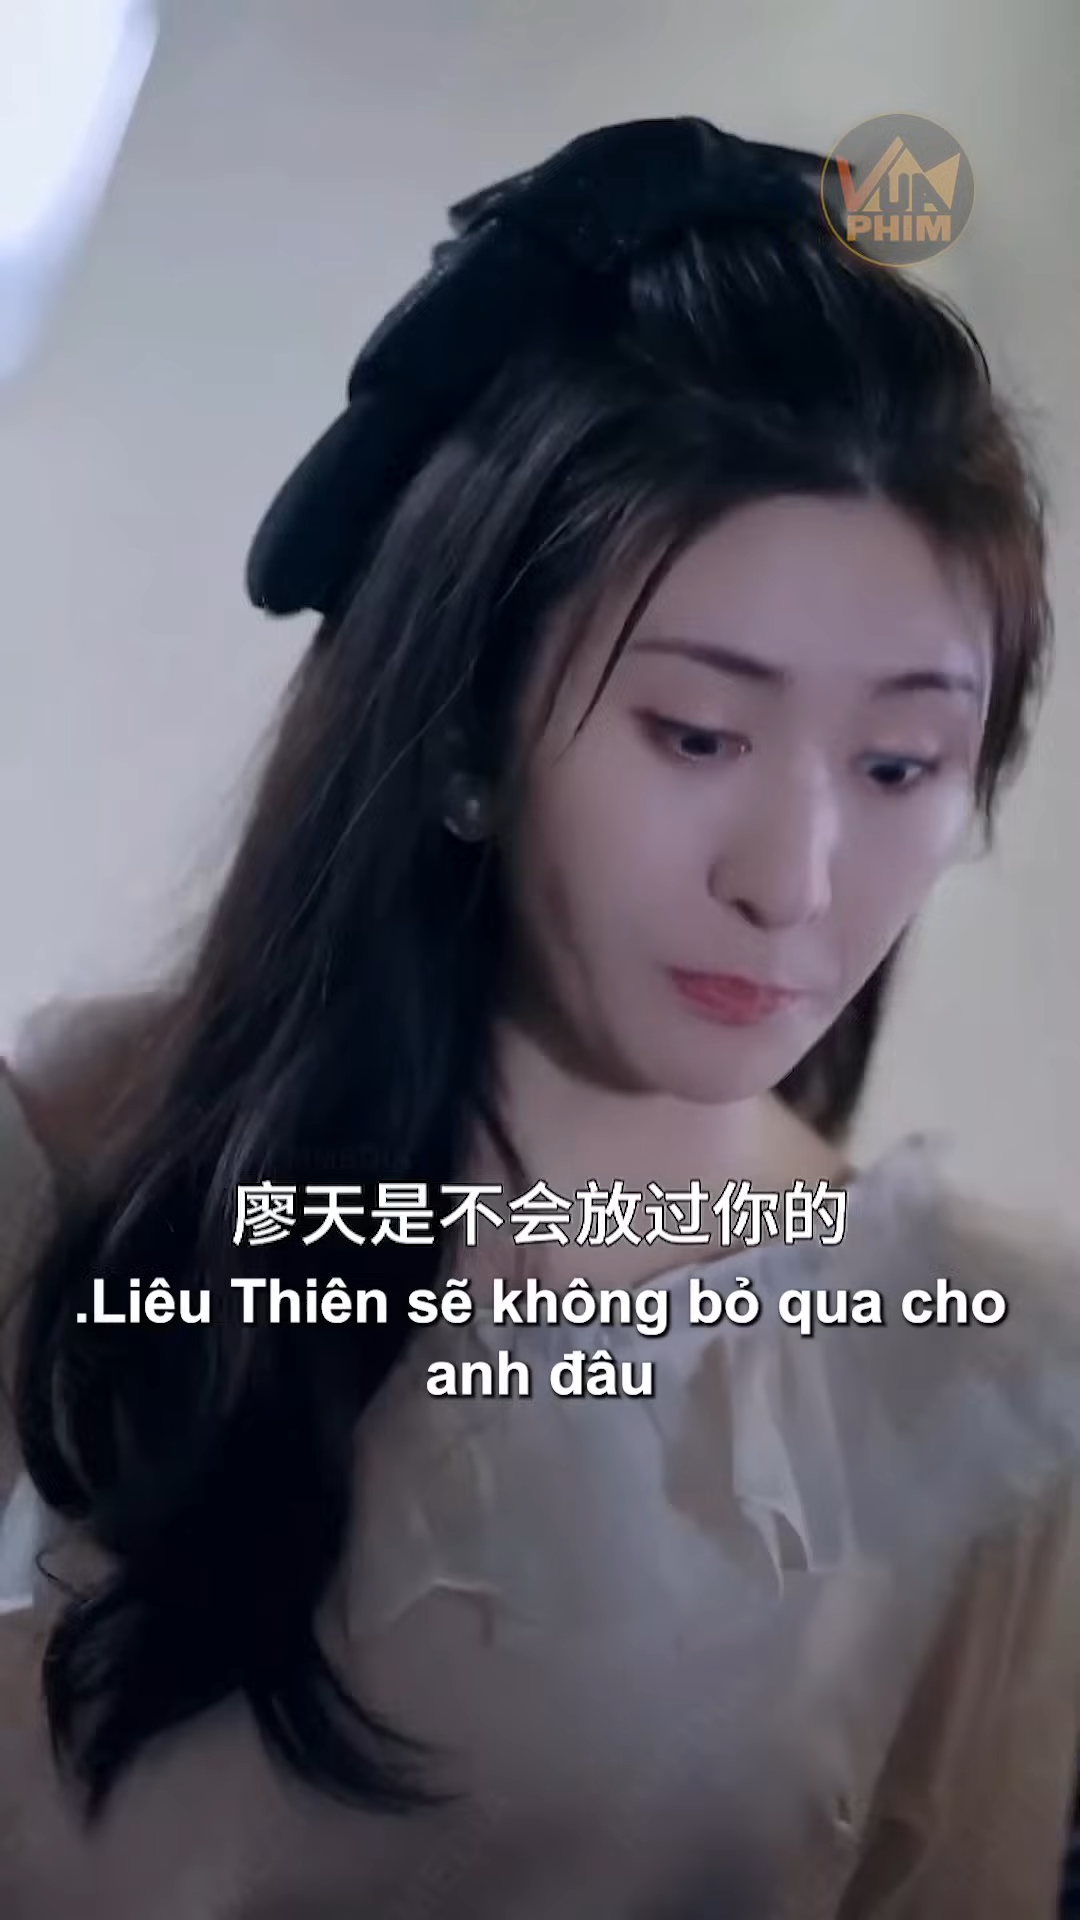 VUA
PHIM
廖天是不会放过你的
.Liêu Thiên sẽ không bỏ qua cho
anh đâu